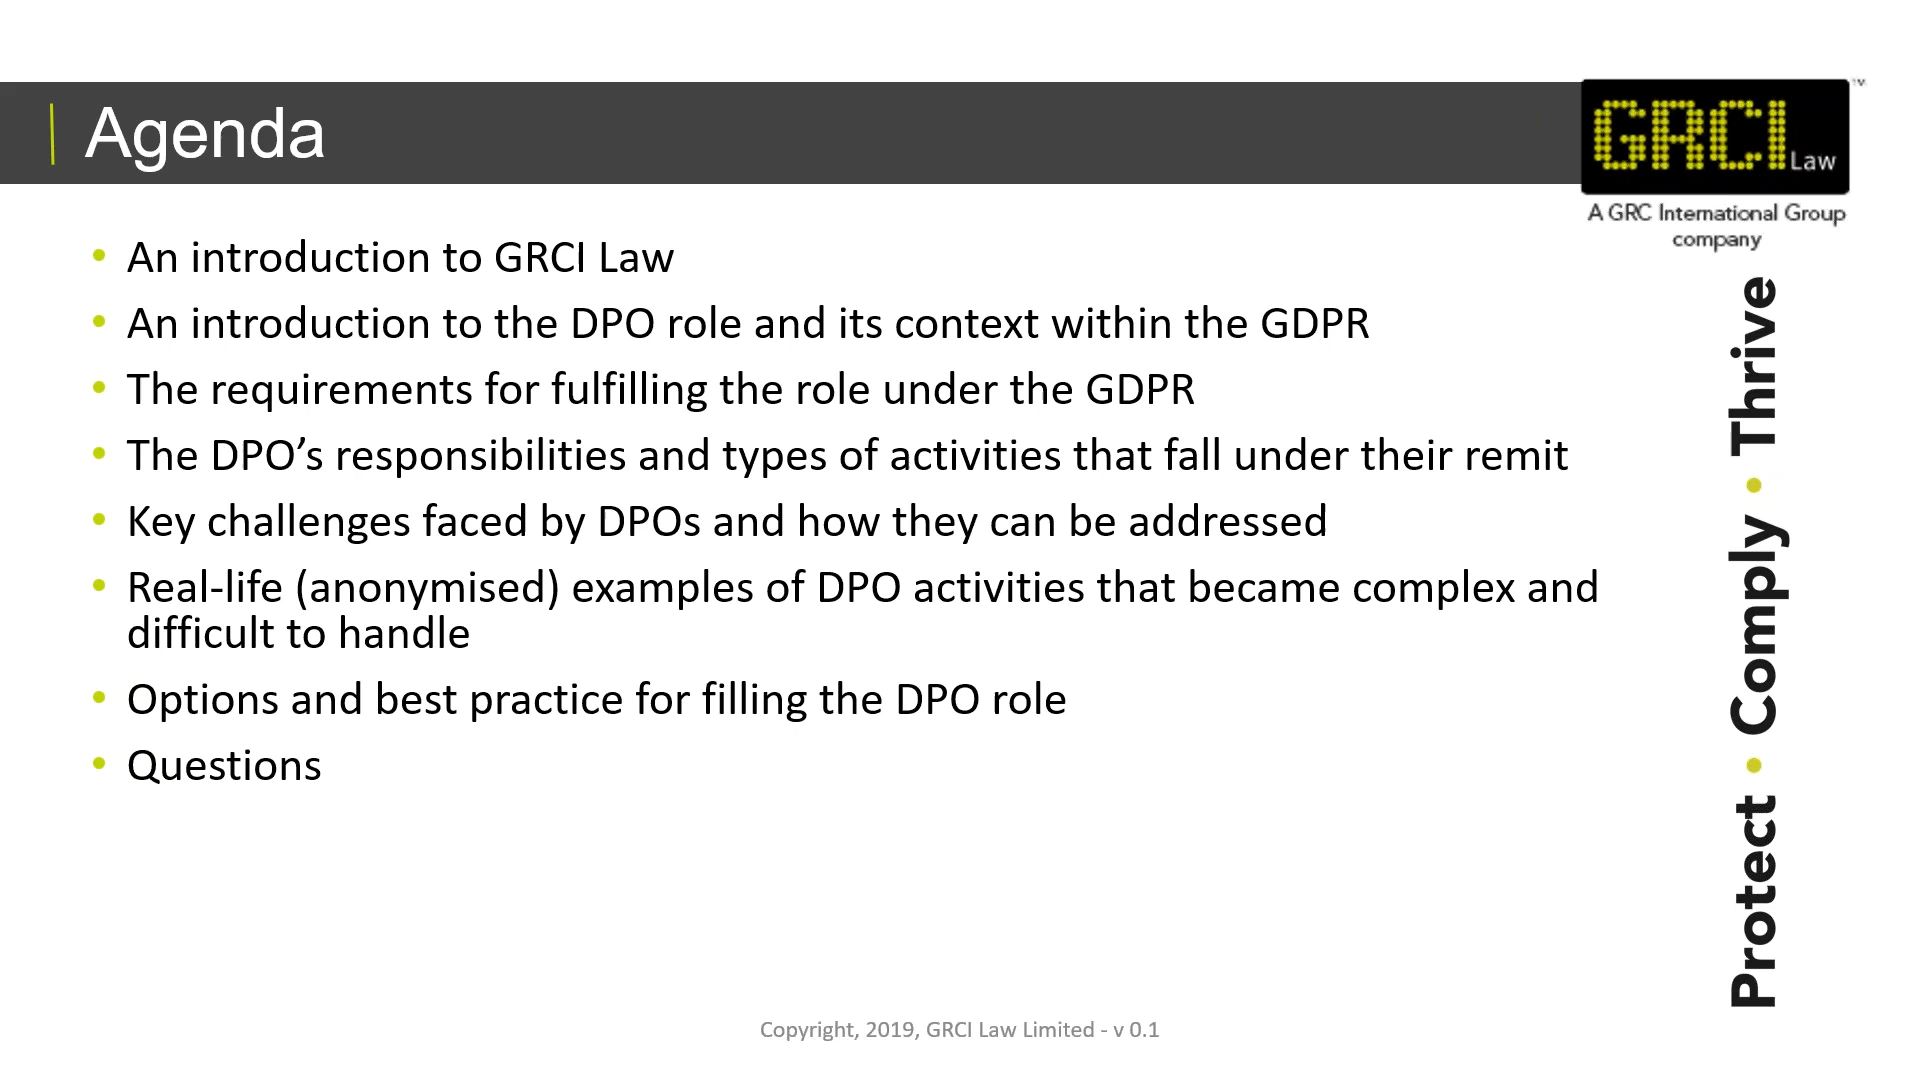 Agenda
GRCI Law
™
A GRC International Group
company
• An introduction to GRCI Law
• An introduction to the DPO role and its context within the GDPR
• The requirements for fulfilling the role under the GDPR
• The DPO’s responsibilities and types of activities that fall under their remit
• Key challenges faced by DPOs and how they can be addressed
• Real-life (anonymised) examples of DPO activities that became complex and
difficult to handle
• Options and best practice for filling the DPO role
• Questions
Protect • Comply • Thrive
Copyright, 2019, GRCI Law Limited - v 0.1